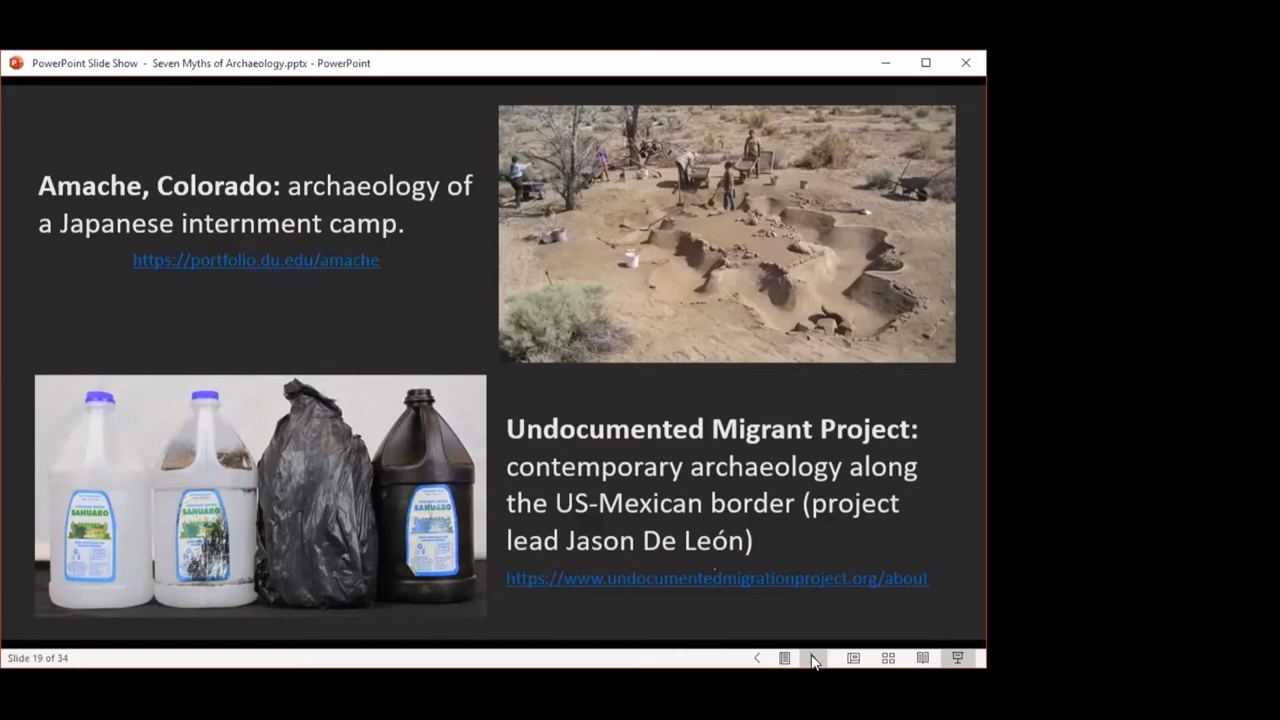 PowerPoint Slide Show - Seven Myths of Archaeology.pptx - PowerPoint
Amache, Colorado: archaeology of
a Japanese internment camp.
https://portfolio.du.edu/amache
SAHUARO
SAHUARO
Undocumented Migrant Project:
contemporary archaeology along
the US-Mexican border (project
lead Jason De León)
https://www.undocumentedmigrationproject.org/about
Slide 19 of 34